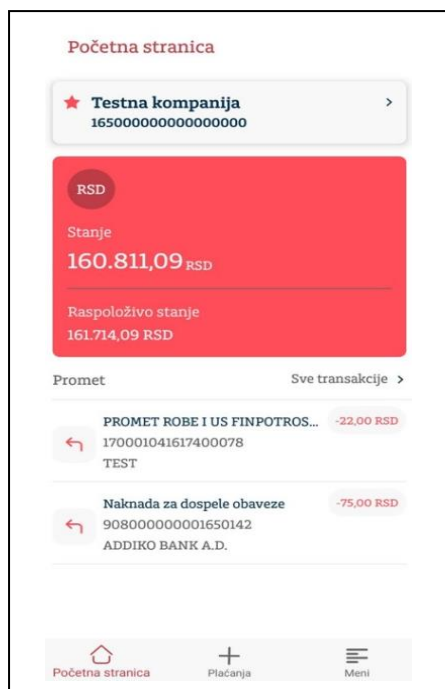 Početna stranica
Testna kompanija
165000000000000000
RSD
Stanje
160.811,09 RSD
Raspoloživo stanje
161.714,09 RSD
Promet Sve transakcije
PROMET ROBE I US FINPOTROS... -22,00 RSD
170001041617400078
TEST
Naknada za dospele obaveze -75,00 RSD
908000000001650142
ADDIKO BANK A.D.
Početna stranica Plaćanja Meni